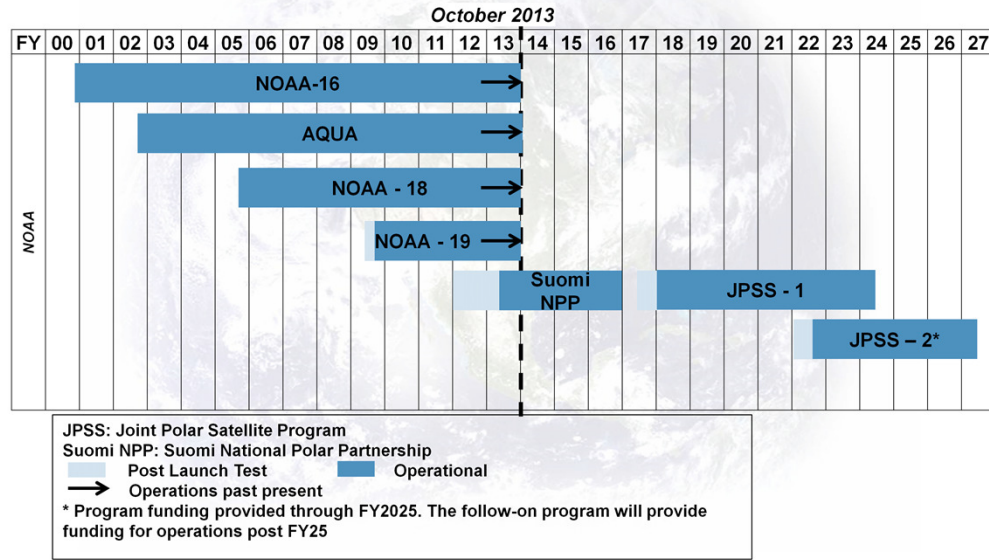 October 2013
FY 00 01 02 03 04 05 06 07 08 09 10 11 12 13 14 15 16 17 18 19 20 21 22 23 24 25 26 27
NOAA
NOAA-16
AQUA
NOAA - 18
NOAA - 19
Suomi
NPP
JPSS - 1
JPSS – 2*
JPSS: Joint Polar Satellite Program
Suomi NPP: Suomi National Polar Partnership
Post Launch Test Operational
Operations past present
* Program funding provided through FY2025. The follow-on program will provide
funding for operations post FY25